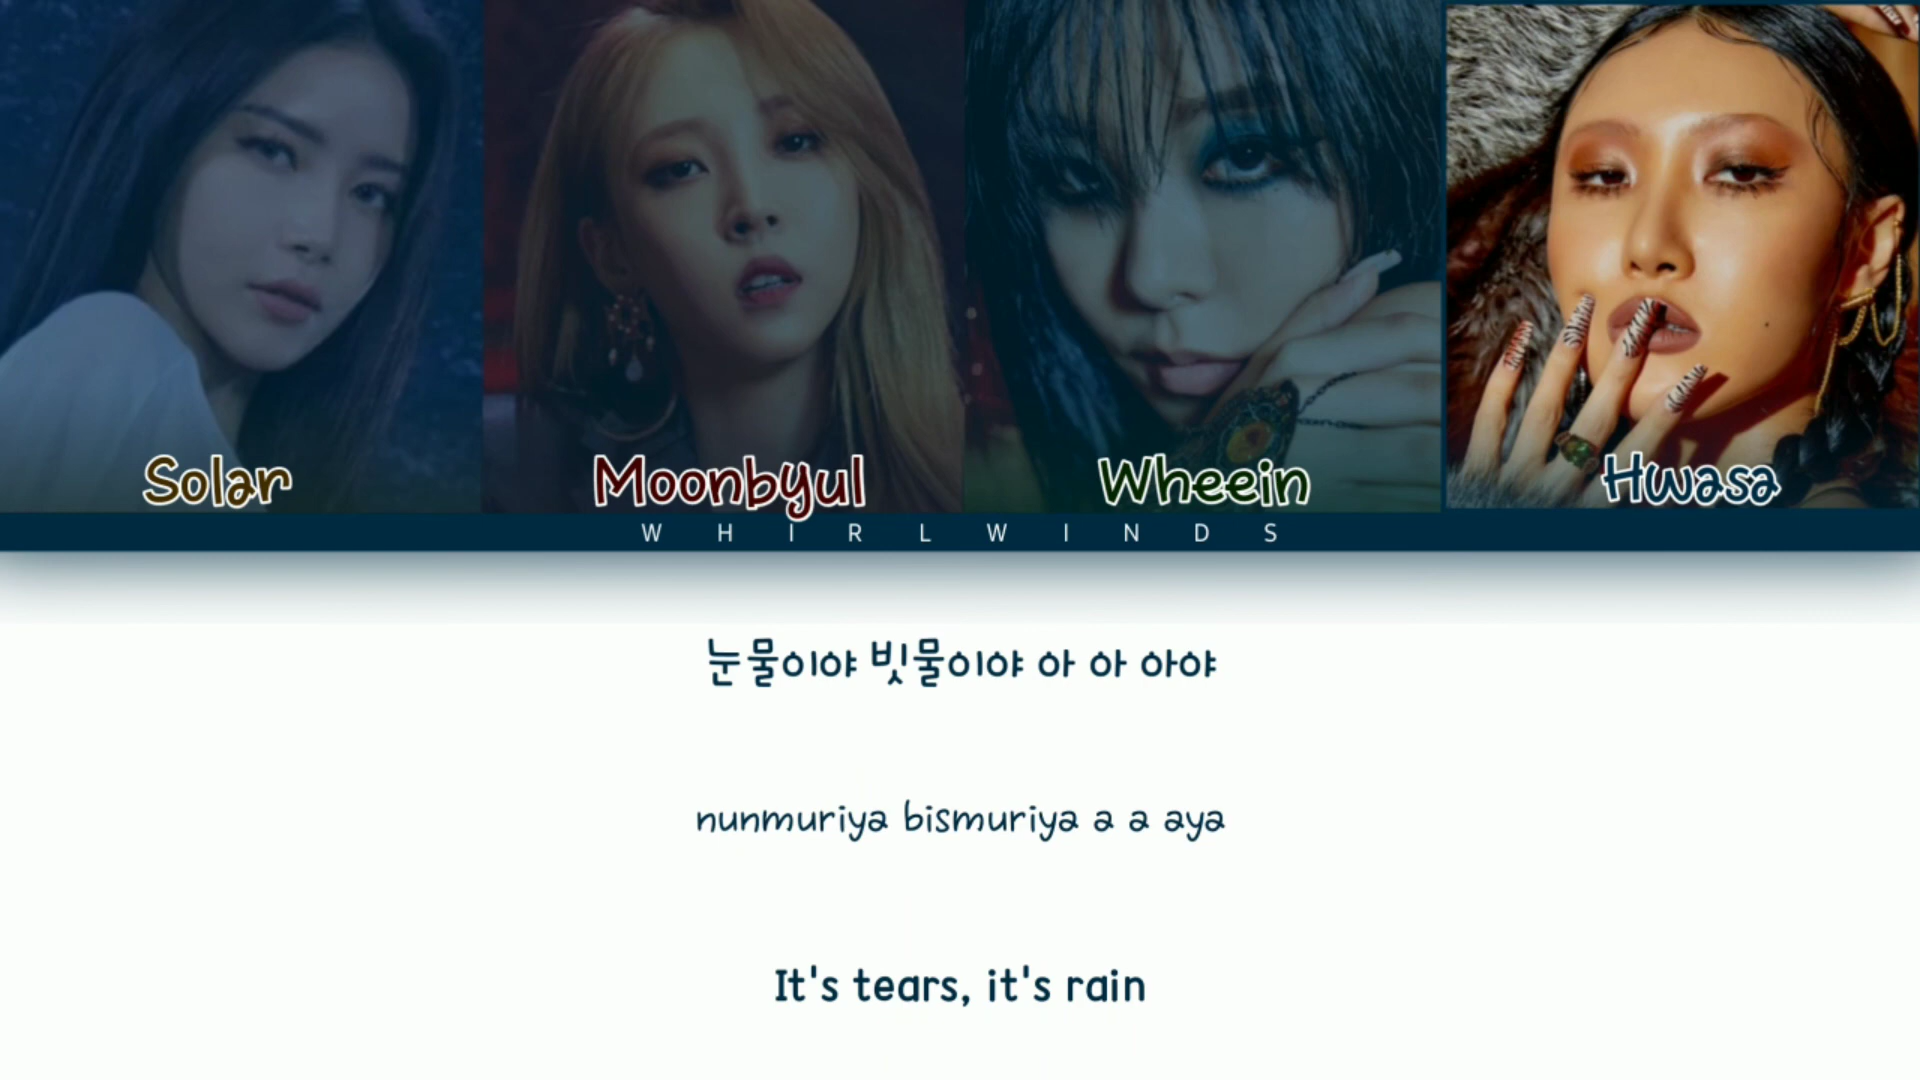 Solar
Moonbyul
Wheein
Hwasa
WHIRLWINDS
눈물이야 빗물이야 아 아 아야
nunmuriya bismuriya a a aya
It's tears, it's rain